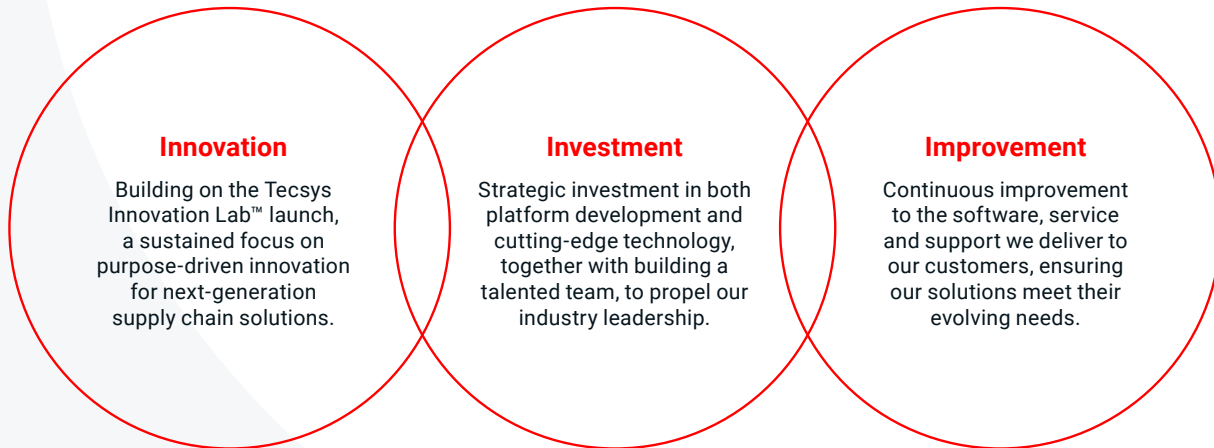 Innovation
Building on the Tecsys
Innovation Lab™ launch,
a sustained focus on
purpose-driven innovation
for next-generation
supply chain solutions.
Investment
Strategic investment in both
platform development and
cutting-edge technology,
together with building a
talented team, to propel our
industry leadership.
Improvement
Continuous improvement
to the software, service
and support we deliver to
our customers, ensuring
our solutions meet their
evolving needs.